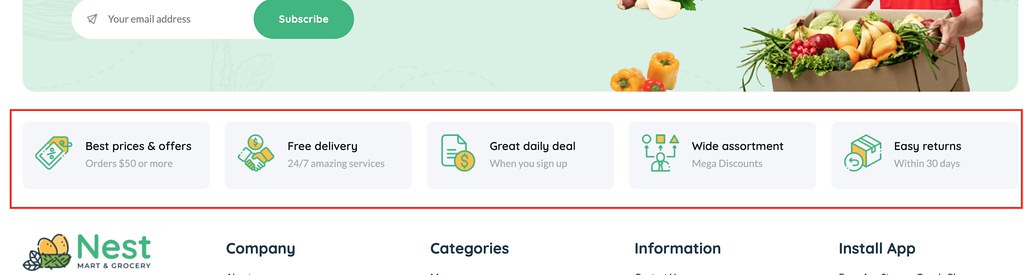 Your email address
Subscribe
Best prices & offers
Orders $50 or more
Free delivery
24/7 amazing services
Great daily deal
When you sign up
Wide assortment
Mega Discounts
Easy returns
Within 30 days
Nest
MART & GROCERY
Company
Categories
Information
Install App